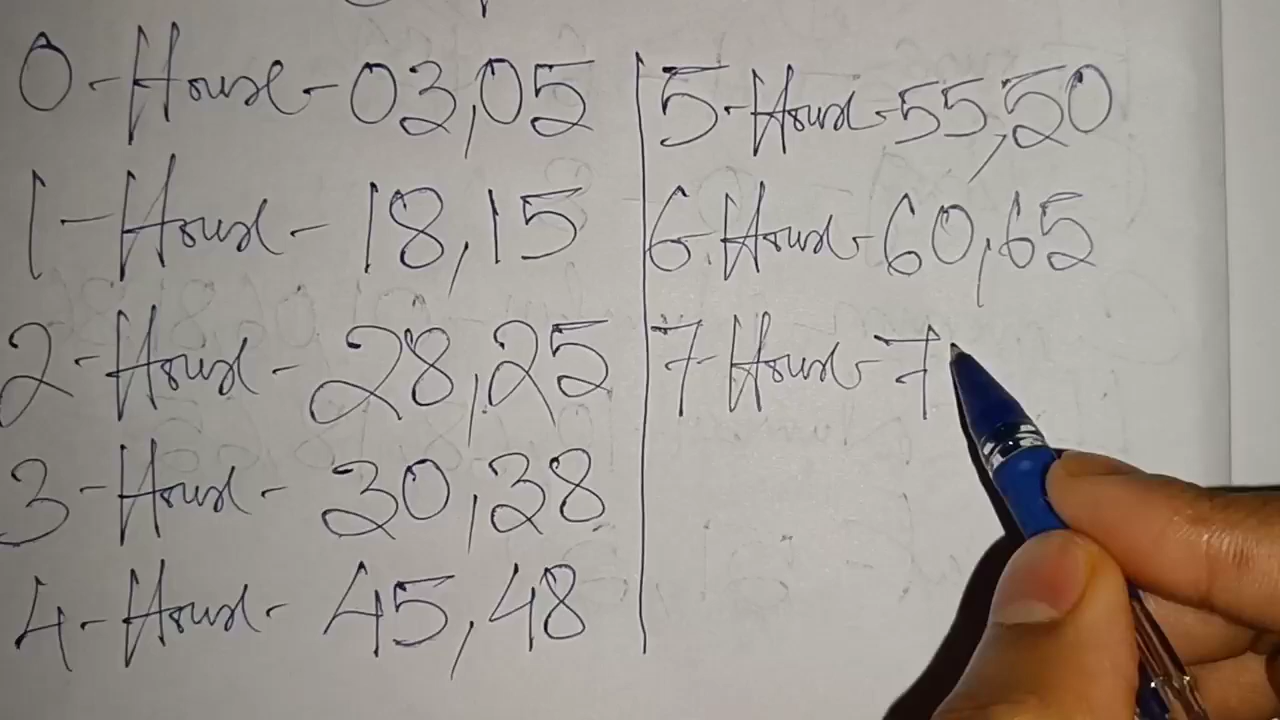 0-House-03,05
1-House-18,15
2-House-28,25
3-House-30,38
4-House-45,48
5-House-55,50
6.House-60,65
7-House-7